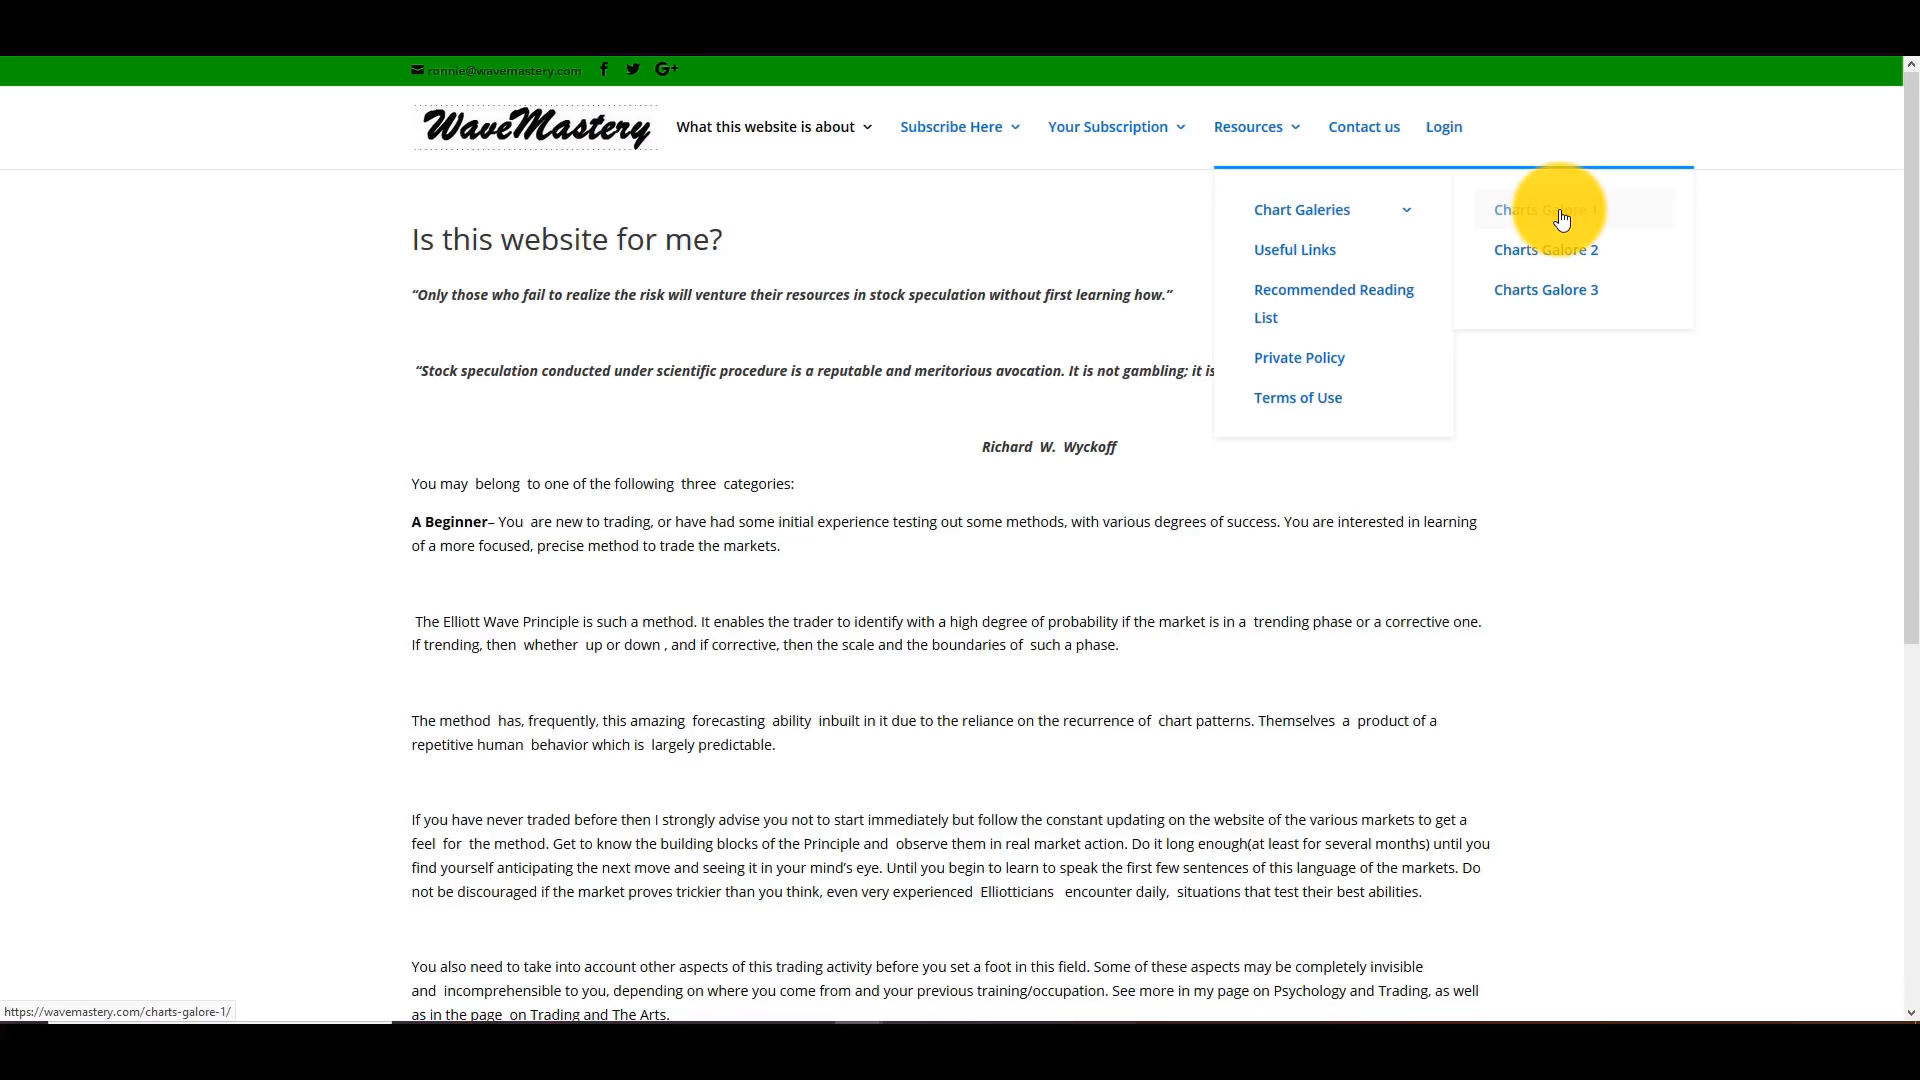 ronnie@wavemastery.com
WaveMastery
What this website is about
Subscribe Here
Your Subscription
Resources
Contact us
Login
Chart Galeries
Useful Links
Recommended Reading
List
Private Policy
Terms of Use
Charts Galore 1
Charts Galore 2
Charts Galore 3
Is this website for me?
“Only those who fail to realize the risk will venture their resources in stock speculation without first learning how.”
“Stock speculation conducted under scientific procedure is a reputable and meritorious avocation. It is not gambling; it is
Richard W. Wyckoff
You may belong to one of the following three categories:
A Beginner– You are new to trading, or have had some initial experience testing out some methods, with various degrees of success. You are interested in learning
of a more focused, precise method to trade the markets.
The Elliott Wave Principle is such a method. It enables the trader to identify with a high degree of probability if the market is in a trending phase or a corrective one.
If trending, then whether up or down , and if corrective, then the scale and the boundaries of such a phase.
The method has, frequently, this amazing forecasting ability inbuilt in it due to the reliance on the recurrence of chart patterns. Themselves a product of a
repetitive human behavior which is largely predictable.
If you have never traded before then I strongly advise you not to start immediately but follow the constant updating on the website of the various markets to get a
feel for the method. Get to know the building blocks of the Principle and observe them in real market action. Do it long enough(at least for several months) until you
find yourself anticipating the next move and seeing it in your mind’s eye. Until you begin to learn to speak the first few sentences of this language of the markets. Do
not be discouraged if the market proves trickier than you think, even very experienced Elliotticians encounter daily, situations that test their best abilities.
You also need to take into account other aspects of this trading activity before you set a foot in this field. Some of these aspects may be completely invisible
and incomprehensible to you, depending on where you come from and your previous training/occupation. See more in my page on Psychology and Trading, as well
as in the page on Trading and The Arts.
https://wavemastery.com/charts-galore-1/